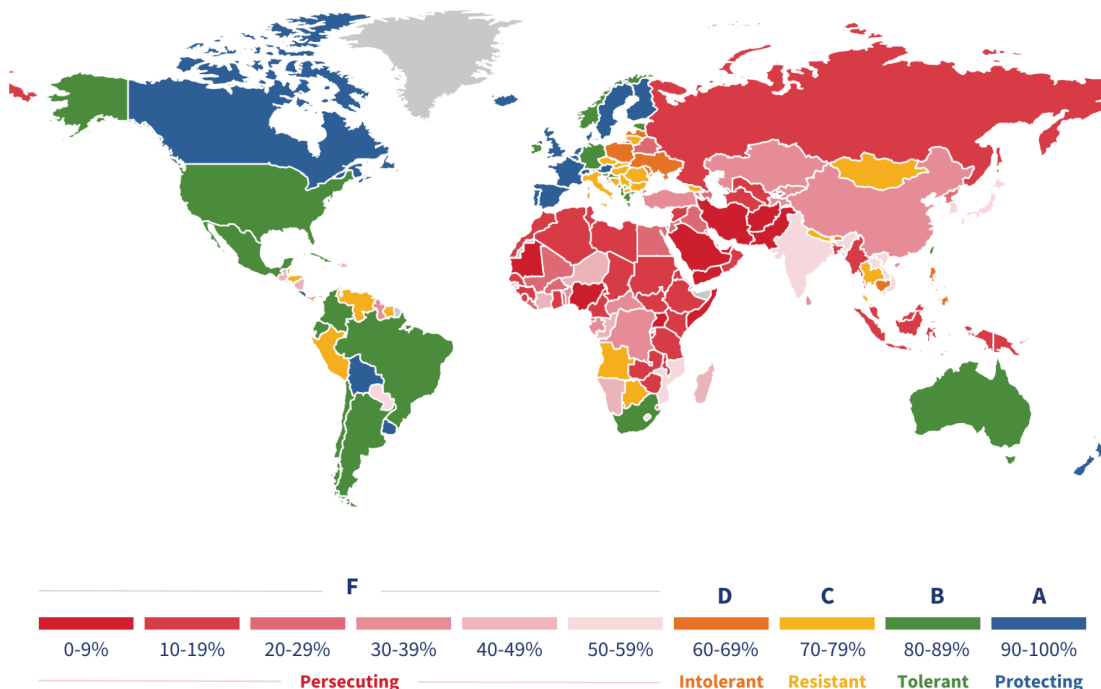 F D C B A
0-9% 10-19% 20-29% 30-39% 40-49% 50-59% 60-69% 70-79% 80-89% 90-100%
Persecuting Intolerant Resistant Tolerant Protecting